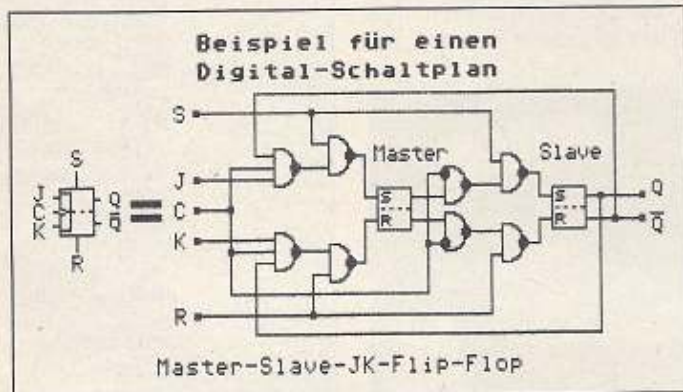 Beispiel für einen
Digital-Schaltplan
S
J
C
K
R
S
J
C
K
R
Q
Q̅
Master
Slave
S
R
S
R
Q
Q̅
Master-Slave-JK-Flip-Flop